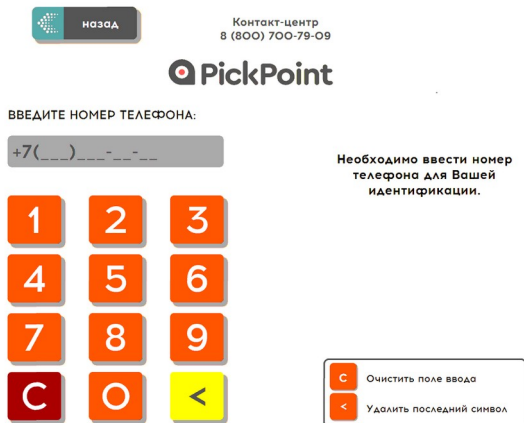 назад
Контакт-центр
8 (800) 700-79-09
PickPoint
ВВЕДИТЕ НОМЕР ТЕЛЕФОНА:
+7(___)___-__-__
Необходимо ввести номер
телефона для Вашей
идентификации.
1 2 3
4 5 6
7 8 9
C 0 <
C Очистить поле ввода
< Удалить последний символ